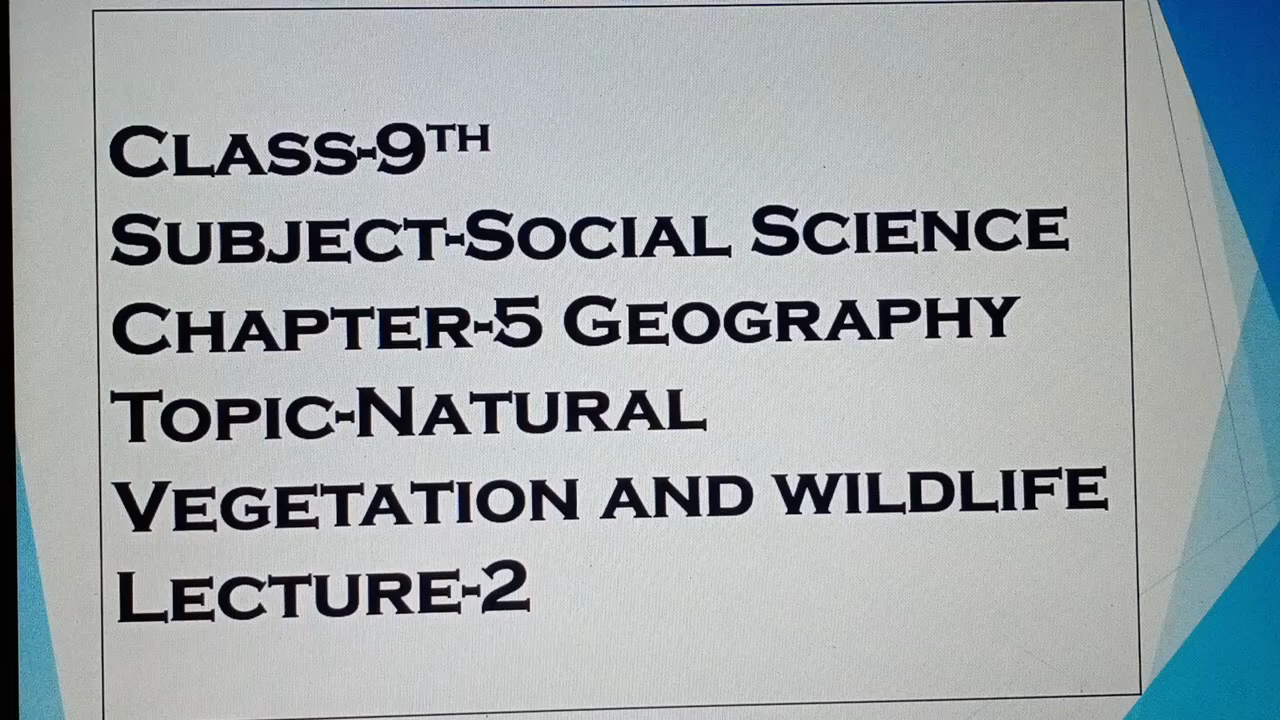 Class-9th
Subject-Social Science
Chapter-5 Geography
Topic-Natural
Vegetation and wildlife
Lecture-2